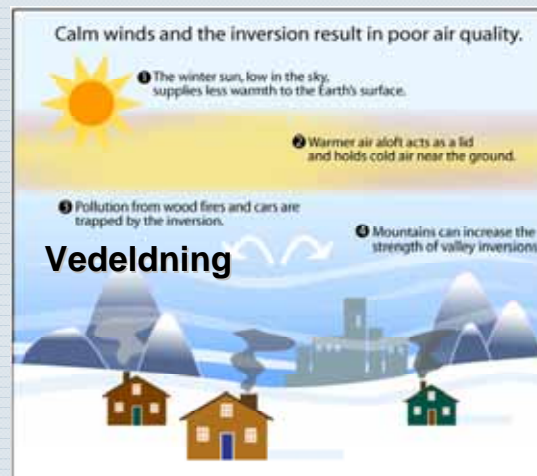 Calm winds and the inversion result in poor air quality.
❶ The winter sun, low in the sky,
supplies less warmth to the Earth's surface.
❷ Warmer air aloft acts as a lid
and holds cold air near the ground.
❸ Pollution from wood fires and cars are
trapped by the inversion.
❹ Mountains can increase the
strength of valley inversions
Vedeldning